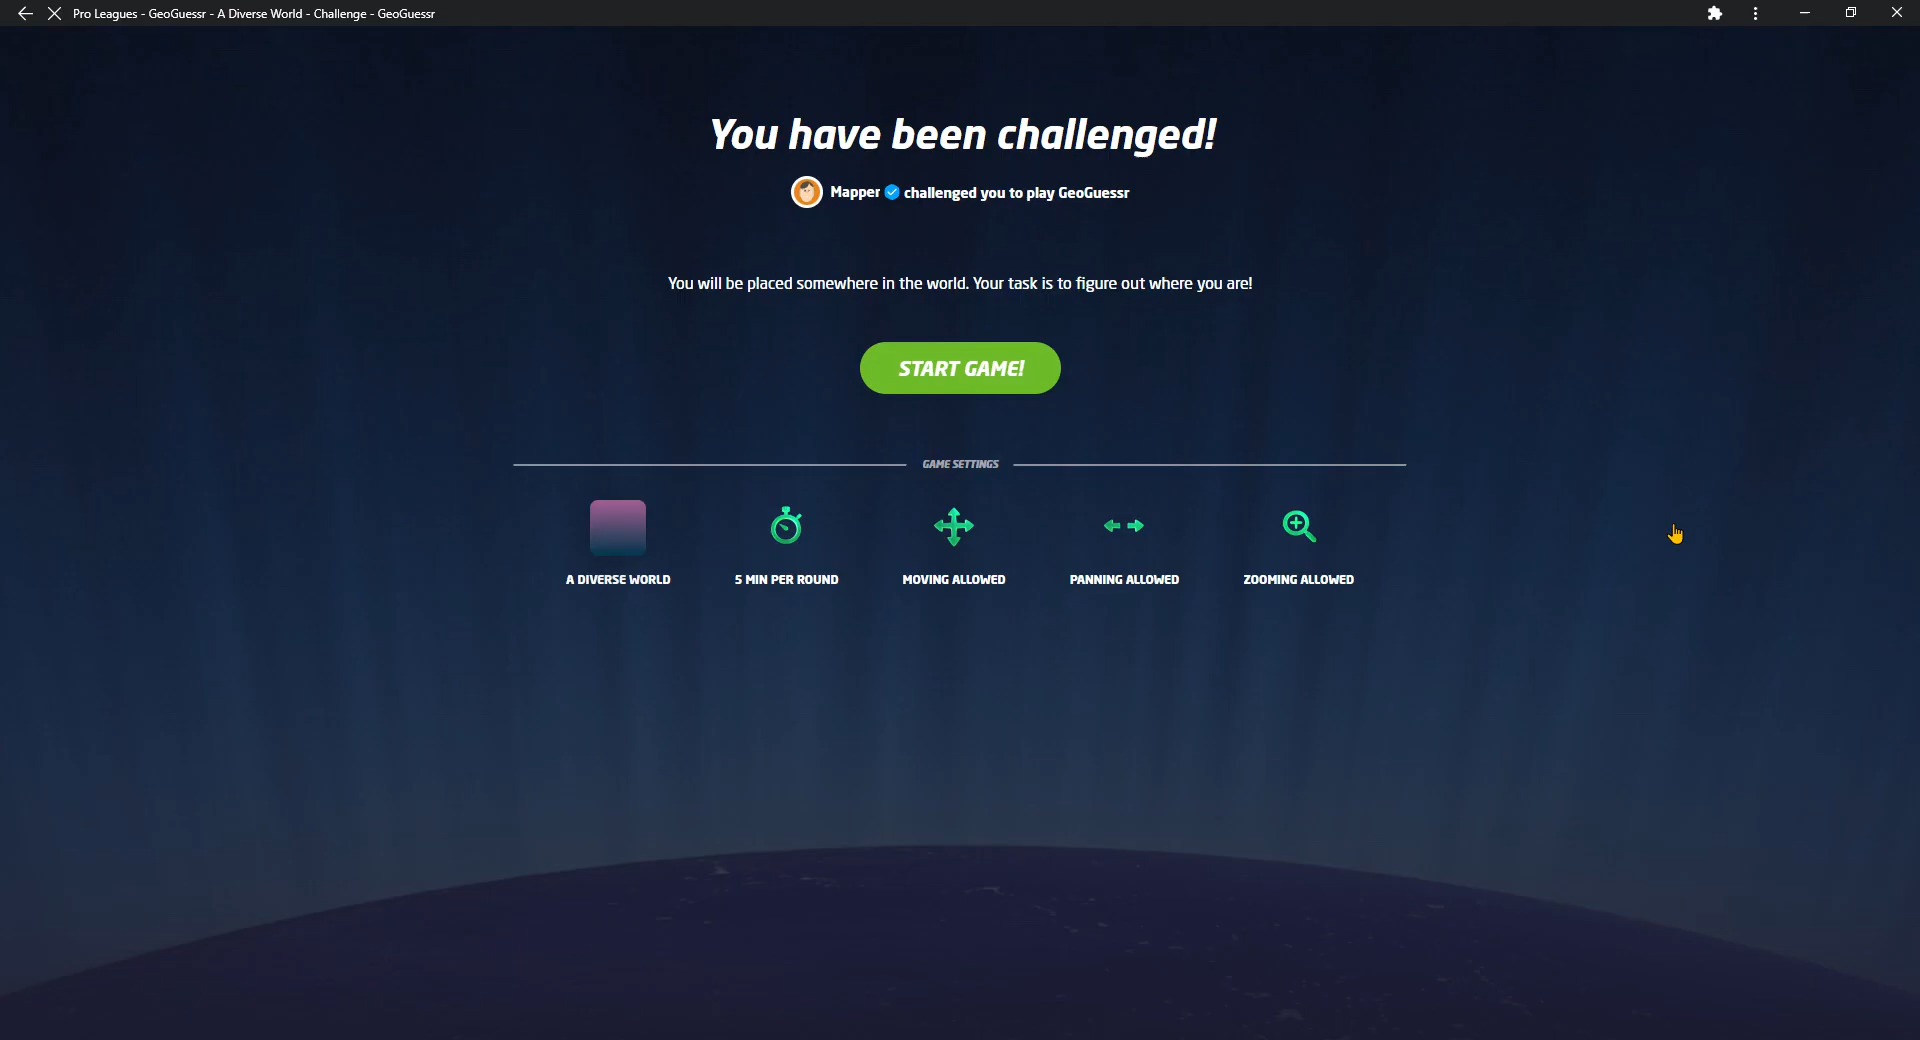 Pro Leagues - GeoGuessr - A Diverse World - Challenge - GeoGuessr
You have been challenged!
Mapper challenged you to play GeoGuessr
You will be placed somewhere in the world. Your task is to figure out where you are!
START GAME!
GAME SETTINGS
A DIVERSE WORLD
5 MIN PER ROUND
MOVING ALLOWED
PANNING ALLOWED
ZOOMING ALLOWED